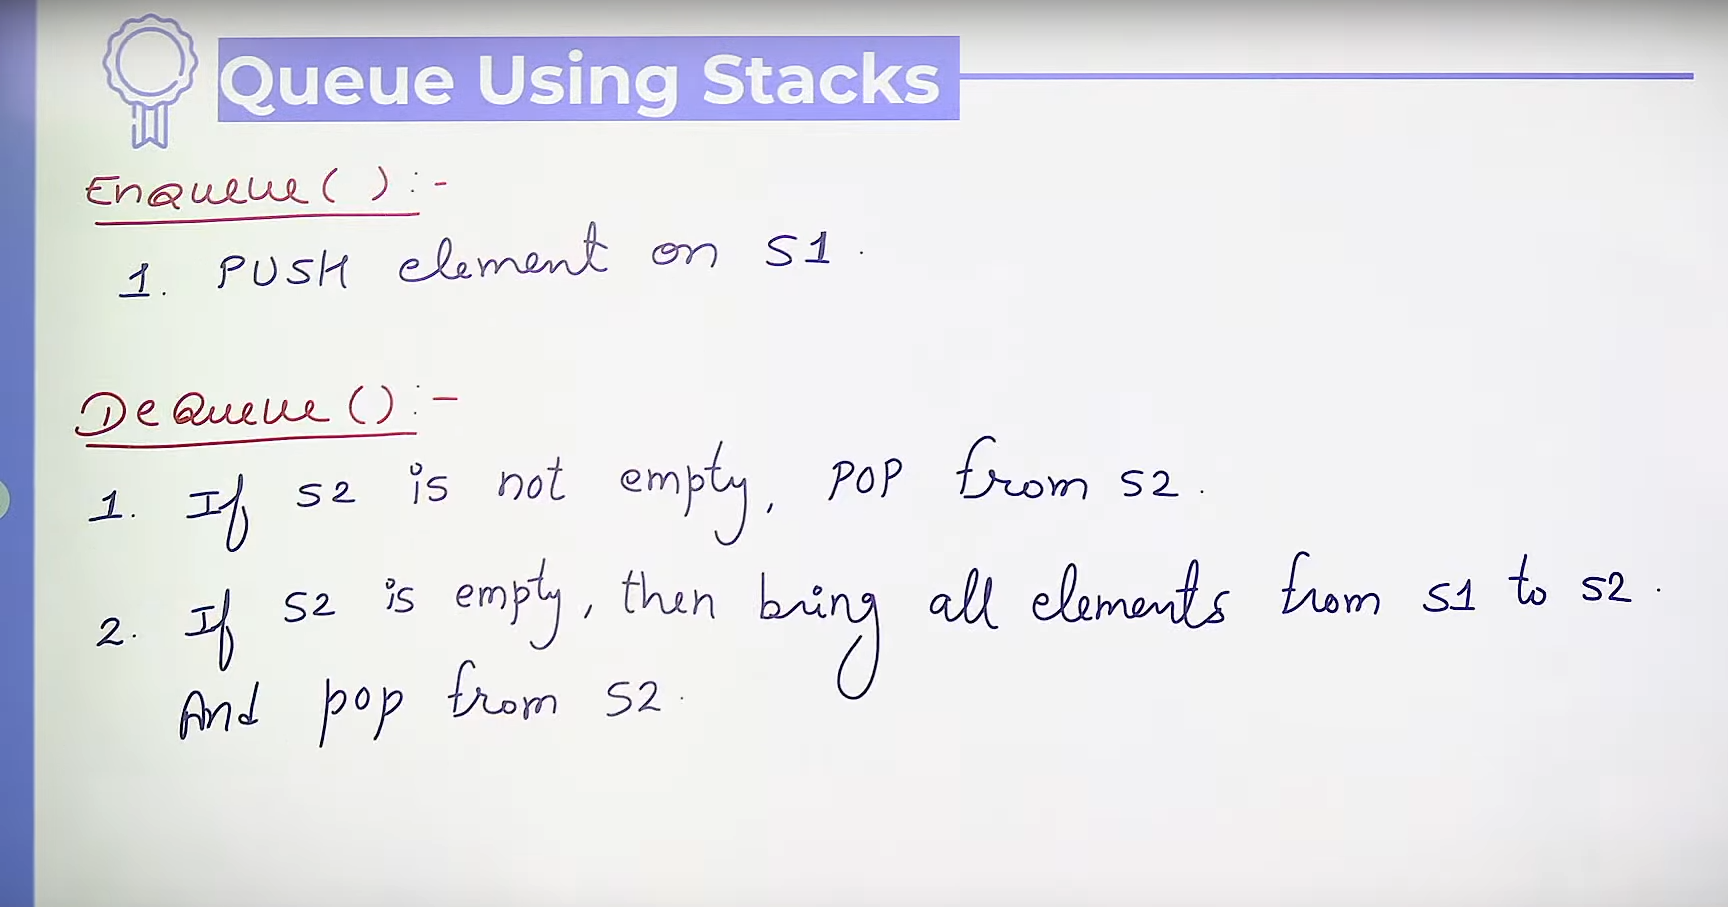 Queue Using Stacks
EnQueue ( ) : -
1. PUSH element on S1.
DeQueue () : -
1. If S2 is not empty, POP from S2.
2. If S2 is empty, then bring all elements from S1 to S2.
And pop from S2.